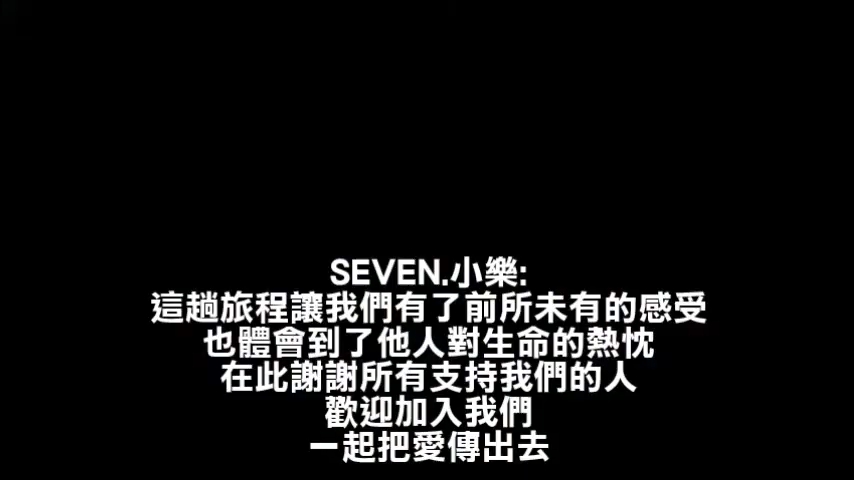 SEVEN.小樂:
這趟旅程讓我們有了前所未有的感受
也體會到了他人對生命的熱忱
在此謝謝所有支持我們的人
歡迎加入我們
一起把愛傳出去